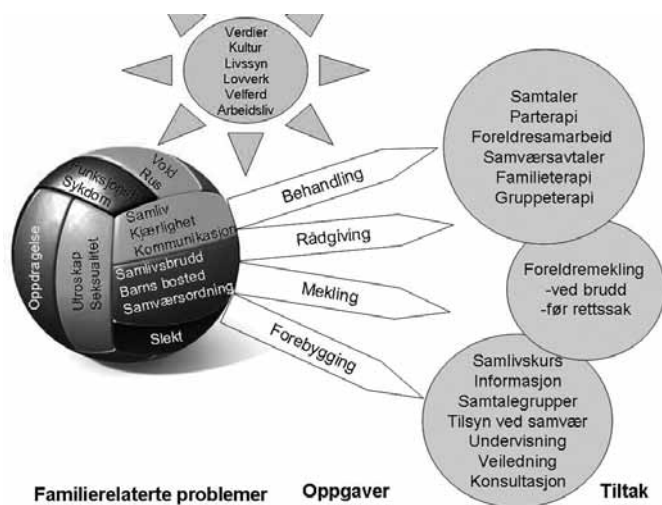 Verdier
Kultur
Livssyn
Lovverk
Velferd
Arbeidsliv
Vold
Rus
Sykdom
Oppdragelse
Utroskap
Seksualitet
Samliv
Kjærlighet
Kommunikasjon
Samlivsbrudd
Barns bosted
Samværsordning
Slekt
Behandling
Rådgiving
Mekling
Forebygging
Samtaler
Parterapi
Foreldresamarbeid
Samværsavtaler
Familieterapi
Gruppeterapi
Foreldremekling
-ved brudd
-før rettssak
Samlivskurs
Informasjon
Samtalegrupper
Tilsyn ved samvær
Undervisning
Veiledning
Konsultasjon
Familierelaterte problemer
Oppgaver
Tiltak